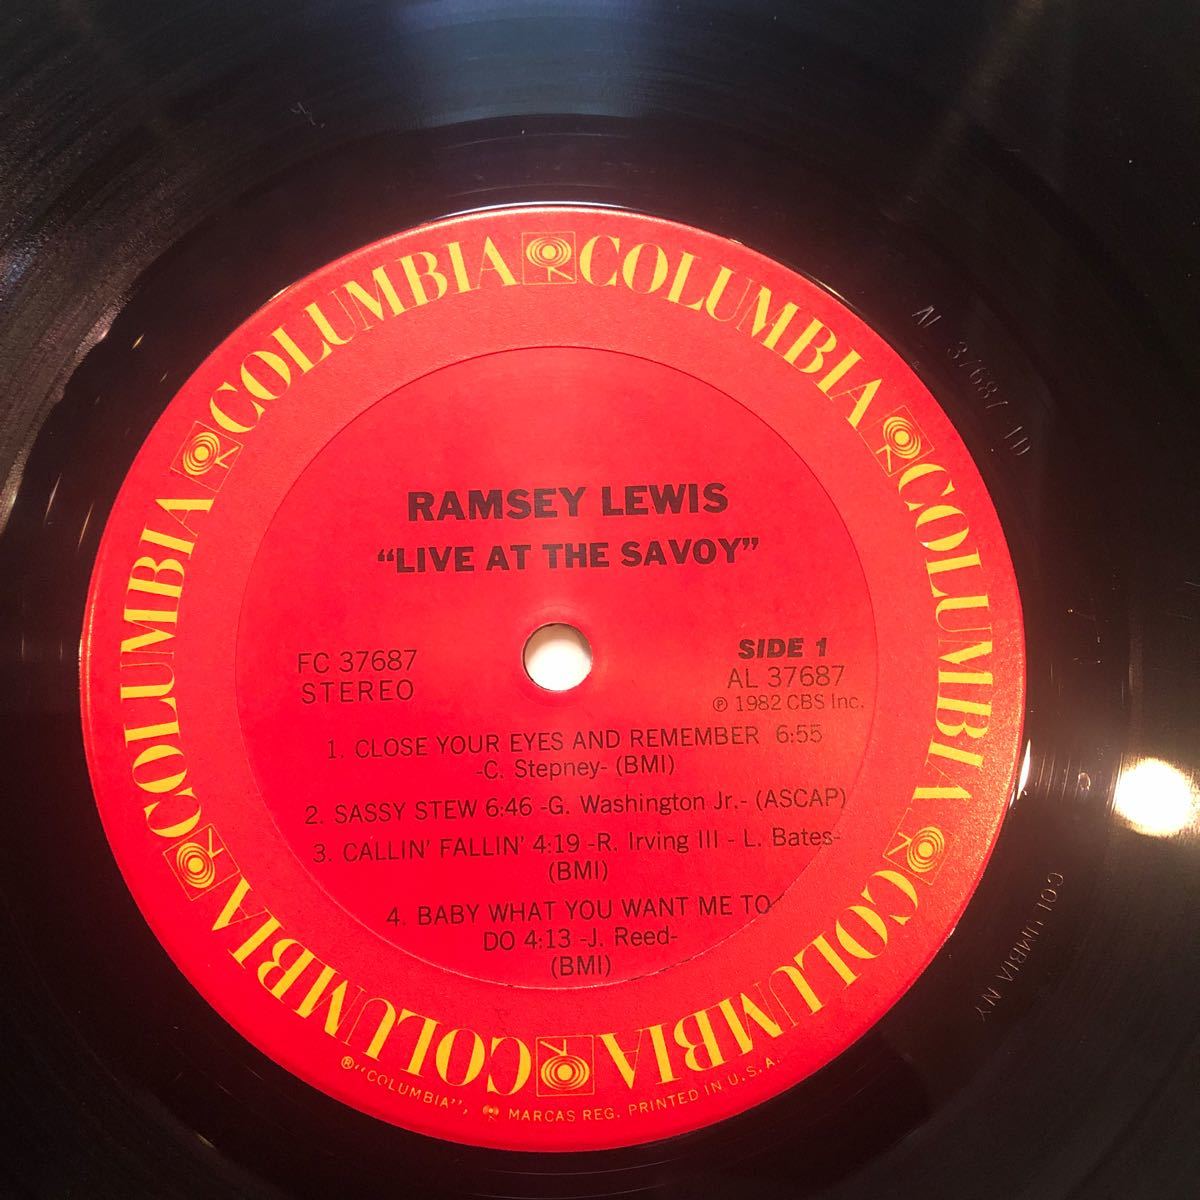 COLUMBIA COLUMBIA COLUMBIA COLUMBIA COLUMBIA COLUMBIA
RAMSEY LEWIS
“LIVE AT THE SAVOY”
FC 37687
STEREO
SIDE 1
AL 37687
℗ 1982 CBS Inc.
1. CLOSE YOUR EYES AND REMEMBER 6:55
-C. Stepney- (BMI)
2. SASSY STEW 6:46 -G. Washington Jr.- (ASCAP)
3. CALLIN' FALLIN' 4:19 -R. Irving III - L. Bates-
(BMI)
4. BABY WHAT YOU WANT ME TO
DO 4:13 -J. Reed-
(BMI)
®“COLUMBIA”, MARCAS REG. PRINTED IN U.S.A.
AL 37687 1D
COLUMBIA NY